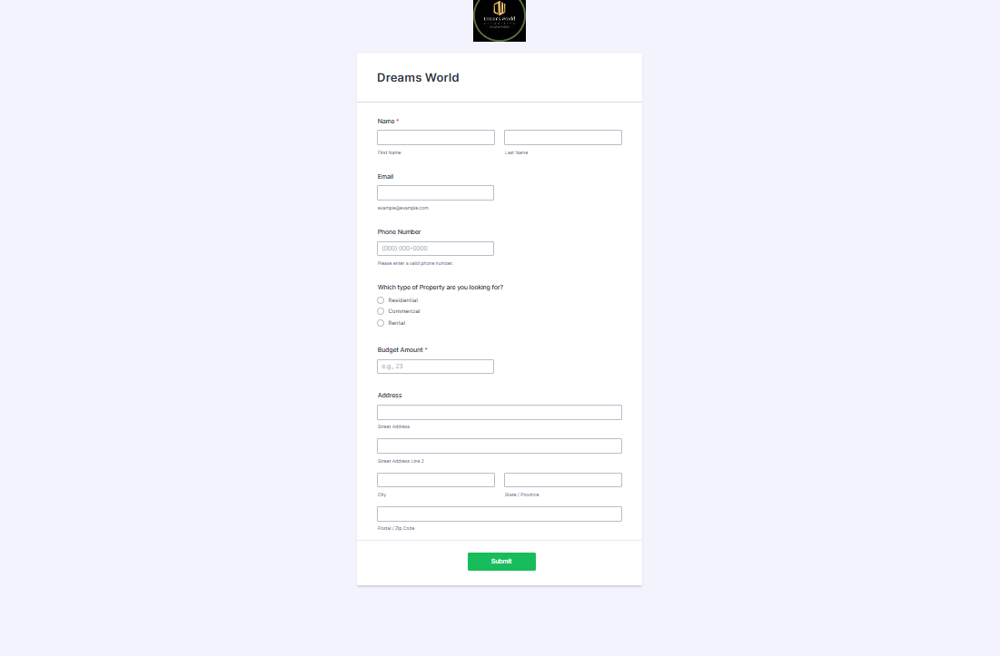 Dreams World
Dreams World
Name *
First Name
Last Name
Email
example@example.com
Phone Number
(000) 000-0000
Please enter a valid phone number.
Which type of Property are you looking for?
Residential
Commercial
Rental
Budget Amount *
e.g., 23
Address
Street Address
Street Address Line 2
City
State / Province
Postal / Zip Code
Submit